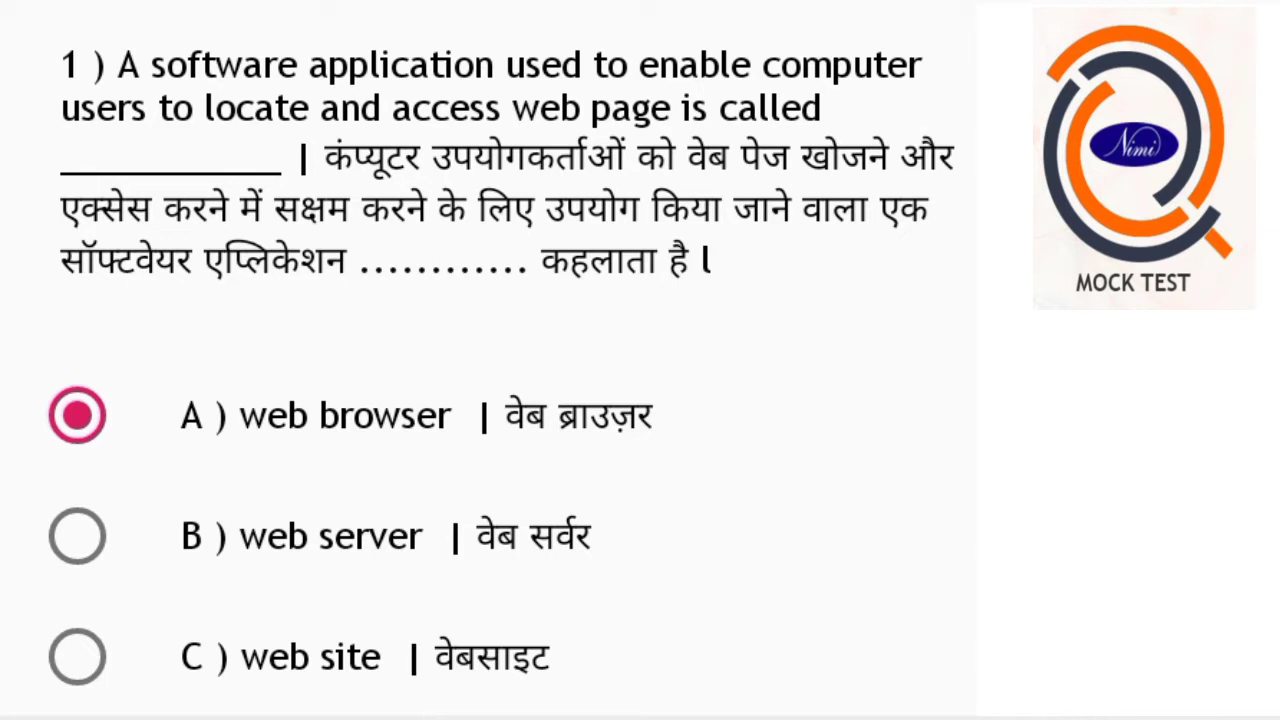 1 ) A software application used to enable computer
users to locate and access web page is called
____________ | कंप्यूटर उपयोगकर्ताओं को वेब पेज खोजने और
एक्सेस करने में सक्षम करने के लिए उपयोग किया जाने वाला एक
सॉफ्टवेयर एप्लिकेशन ............ कहलाता है l
A ) web browser | वेब ब्राउज़र
B ) web server | वेब सर्वर
C ) web site | वेबसाइट
Nimi
MOCK TEST